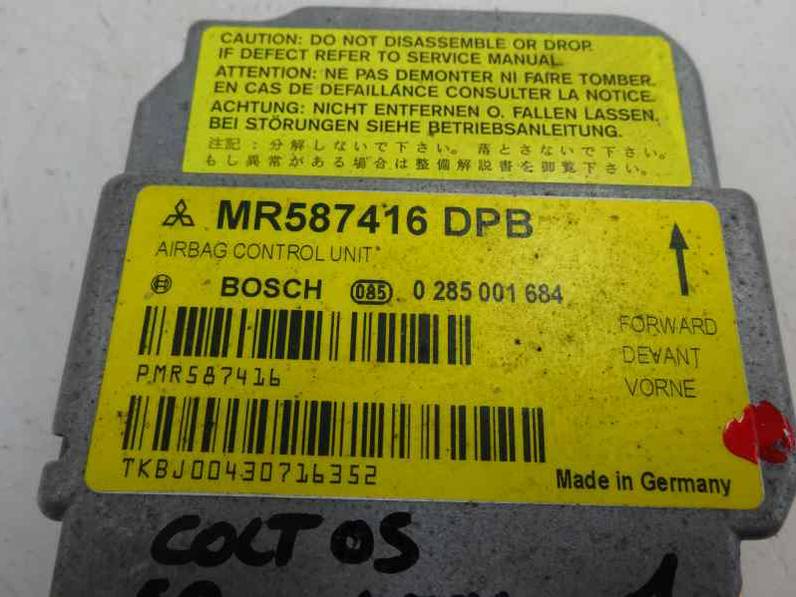 CAUTION: DO NOT DISASSEMBLE OR DROP.
IF DEFECT REFER TO SERVICE MANUAL.
ATTENTION: NE PAS DEMONTER NI FAIRE TOMBER.
EN CAS DE DEFAILLANCE CONSULTER LA NOTICE.
ACHTUNG: NICHT ENTFERNEN O. FALLEN LASSEN.
BEI STÖRUNGEN SIEHE BETRIEBSANLEITUNG.
注記:分解しないで下さい。落とさないで下さい。
もし異常がある場合は整備解説書を御覧下さい。
MR587416 DPB
AIRBAG CONTROL UNIT
BOSCH 085 0 285 001 684
FORWARD
DEVANT
VORNE
PMR587416
TKBJ00430716352
Made in Germany
COLT 05